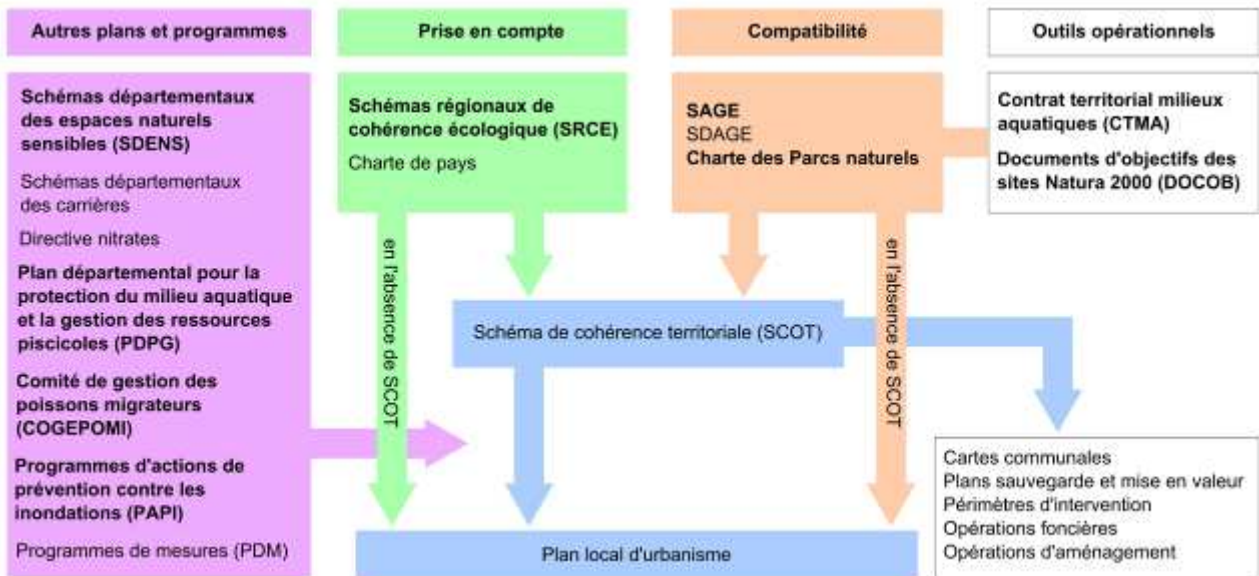 Autres plans et programmes
Prise en compte
Compatibilité
Outils opérationnels
Schémas départementaux
des espaces naturels
sensibles (SDENS)
Schémas départementaux
des carrières
Directive nitrates
Plan départemental pour la
protection du milieu aquatique
et la gestion des ressources
piscicoles (PDPG)
Comité de gestion des
poissons migrateurs
(COGEPOMI)
Programmes d'actions de
prévention contre les
inondations (PAPI)
Programmes de mesures (PDM)
Schémas régionaux de
cohérence écologique (SRCE)
Charte de pays
SAGE
SDAGE
Charte des Parcs naturels
Contrat territorial milieux
aquatiques (CTMA)
Documents d'objectifs des
sites Natura 2000 (DOCOB)
en l'absence de SCOT
en l'absence de SCOT
Schéma de cohérence territoriale (SCOT)
Plan local d'urbanisme
Cartes communales
Plans sauvegarde et mise en valeur
Périmètres d'intervention
Opérations foncières
Opérations d'aménagement